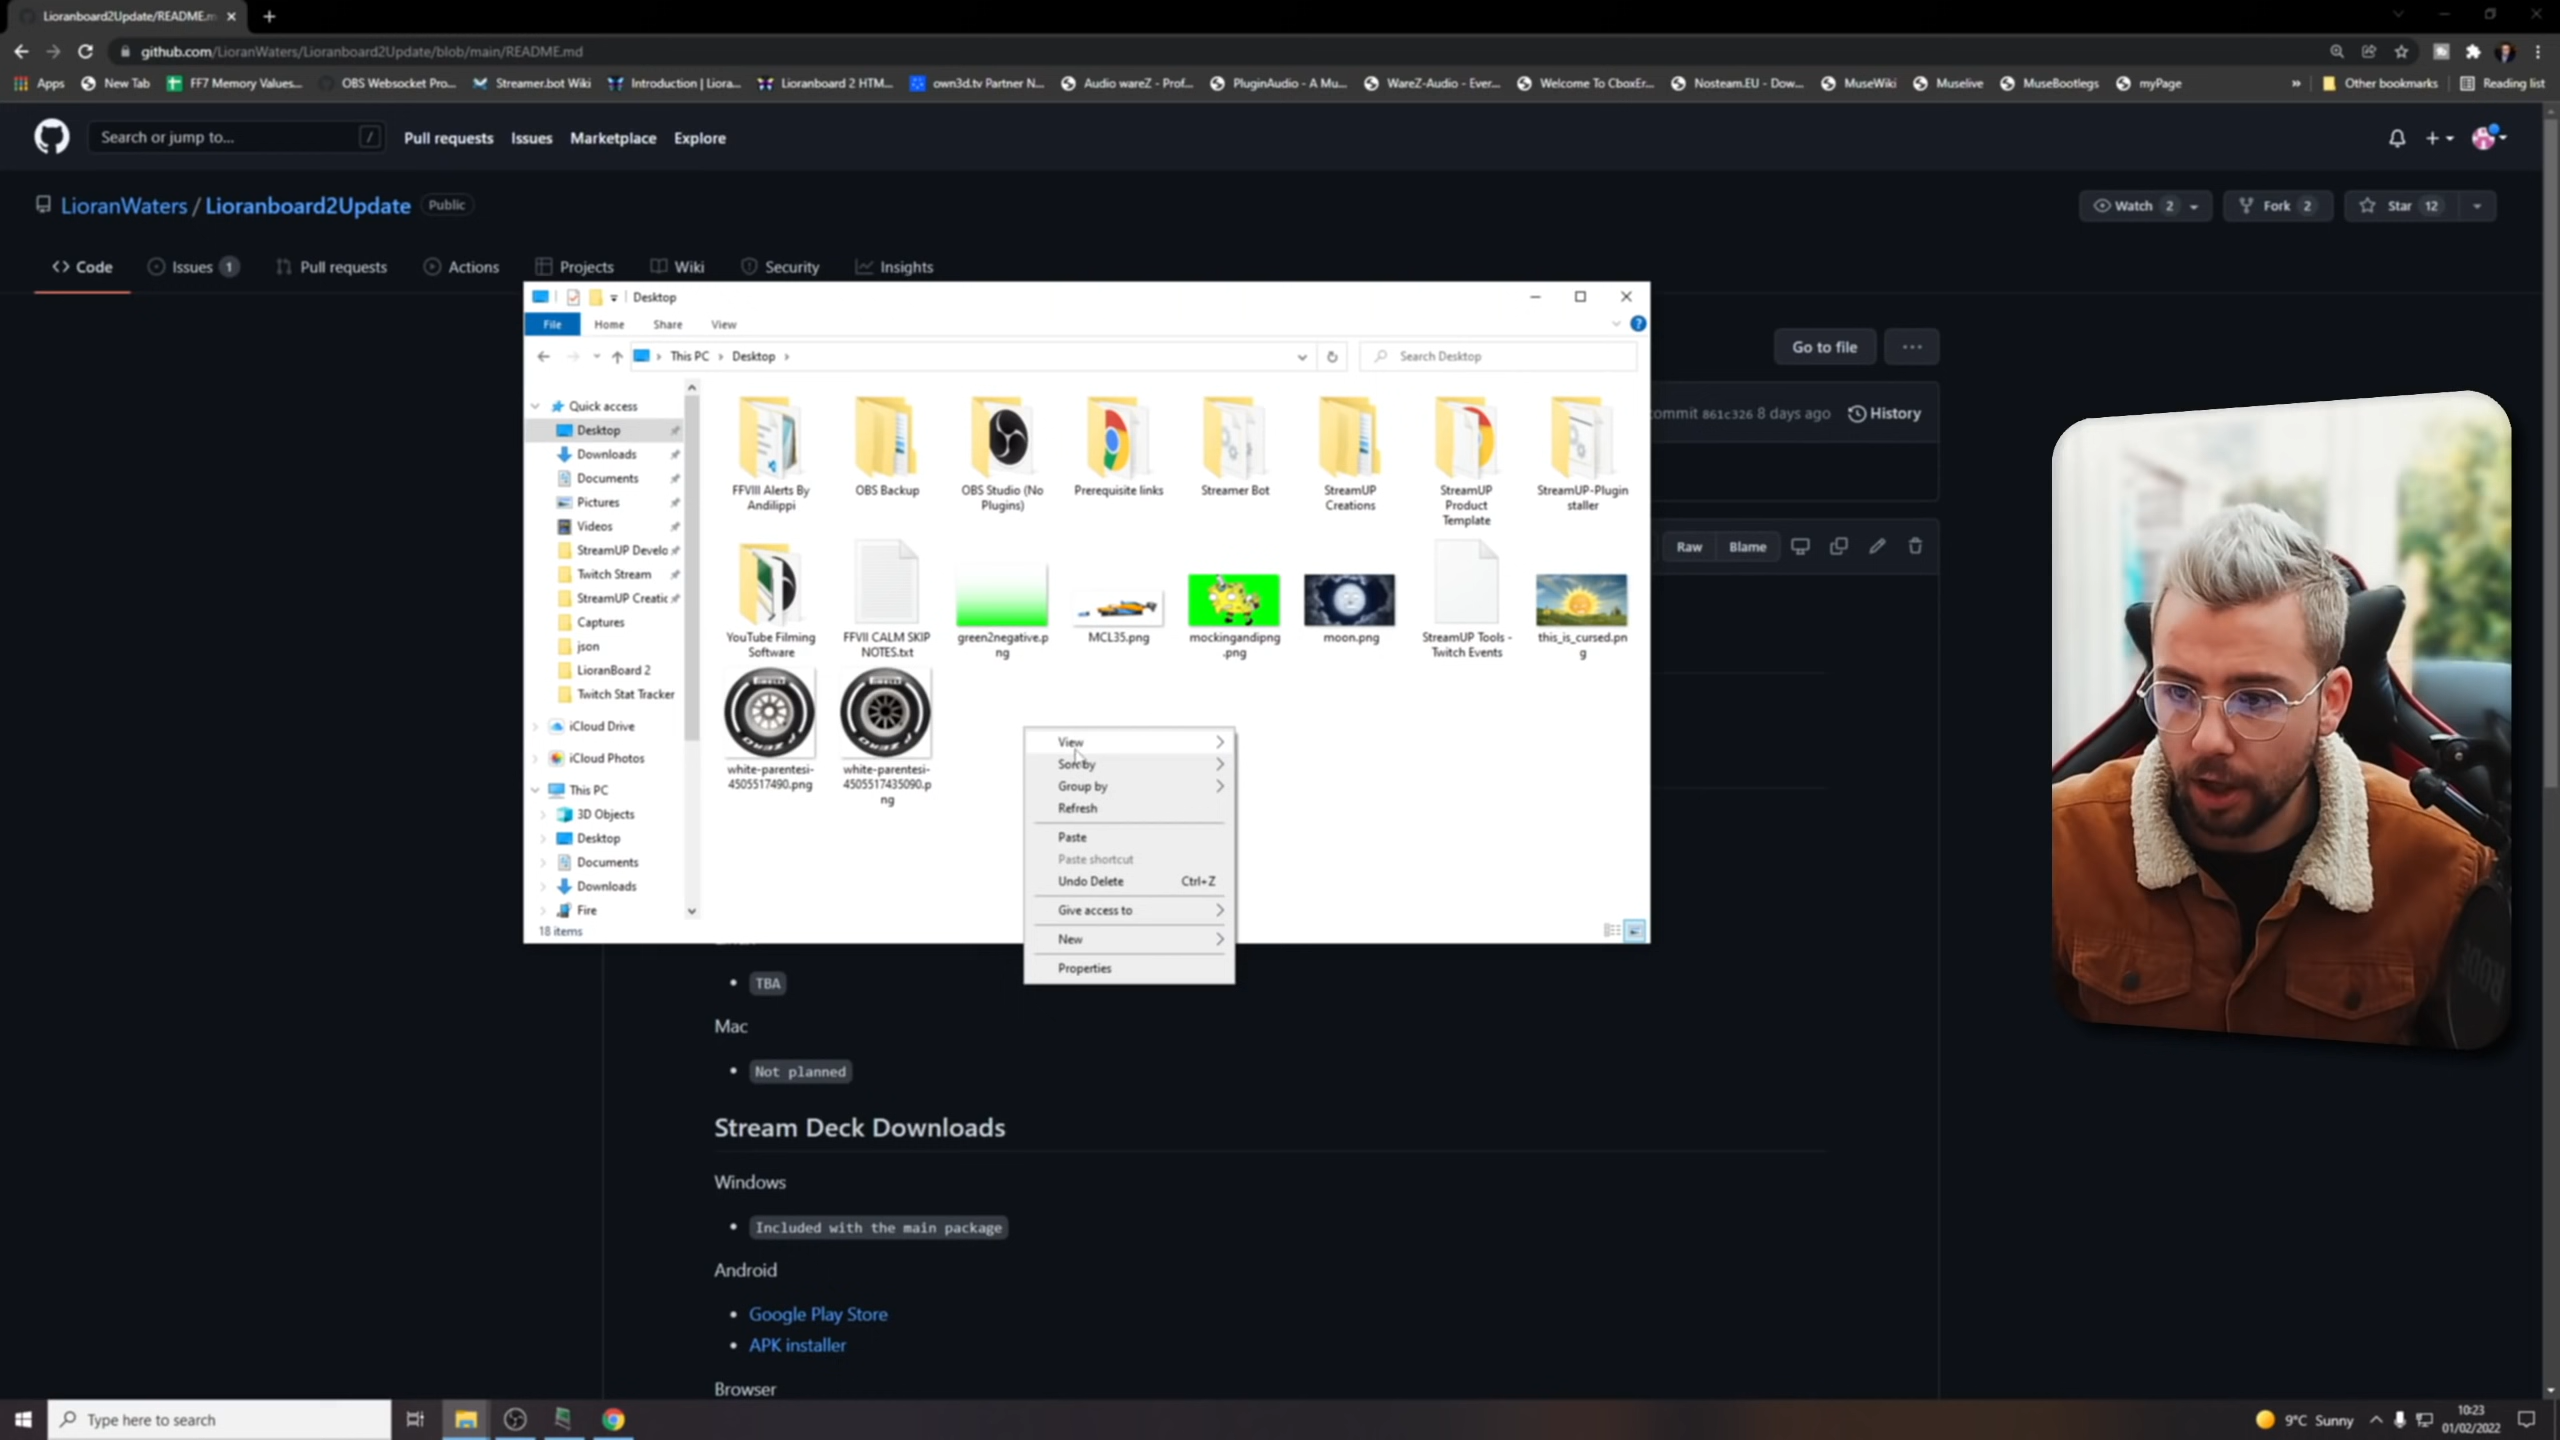 Lioranboard2Update/README.m
github.com/LioranWaters/Lioranboard2Update/blob/main/README.md
Apps New Tab FF7 Memory Values... OBS Websocket Pro... Streamer.bot Wiki Introduction | Liora... Lioranboard 2 HTM... own3d.tv Partner N... Audio wareZ - Prof... PluginAudio - A Mu... WareZ-Audio - Ever... Welcome To CboxEr... Nosteam.EU - Dow... MuseWiki Muselive MuseBootlegs myPage » Other bookmarks Reading list
Search or jump to... / Pull requests Issues Marketplace Explore
LioranWaters / Lioranboard2Update Public Watch 2 Fork 2 Star 12
Code Issues 1 Pull requests Actions Projects Wiki Security Insights
Desktop
File Home Share View
Go to file
This PC > Desktop > Search Desktop
ommit 861c326 8 days ago History
Raw Blame
Quick access
Desktop
Downloads
Documents
Pictures
Videos
StreamUP Develo
Twitch Stream
StreamUP Creatic
Captures
json
LioranBoard 2
Twitch Stat Tracker
iCloud Drive
iCloud Photos
This PC
3D Objects
Desktop
Documents
Downloads
Fire
18 items
FFVIII Alerts By
Andilippi
OBS Backup
OBS Studio (No
Plugins)
Prerequisite links
Streamer Bot
StreamUP
Creations
StreamUP
Product
Template
StreamUP-Plugin
staller
YouTube Filming
Software
FFVII CALM SKIP
NOTES.txt
green2negative.p
ng
MCL35.png
mockingandipng
.png
moon.png
StreamUP Tools -
Twitch Events
this_is_cursed.pn
g
white-parentesi-
4505517490.png
white-parentesi-
4505517435090.p
ng
View
Sort by
Group by
Refresh
Paste
Paste shortcut
Undo Delete Ctrl+Z
Give access to
New
Properties
TBA
Mac
Not planned
Stream Deck Downloads
Windows
Included with the main package
Android
Google Play Store
APK installer
Browser
RODE
Type here to search
9°C Sunny
10:23
01/02/2022